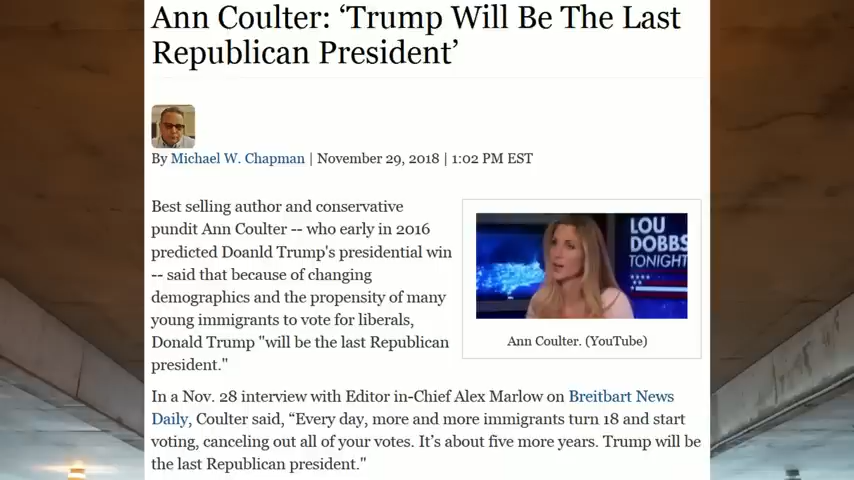 Ann Coulter: ‘Trump Will Be The Last
Republican President’
By Michael W. Chapman | November 29, 2018 | 1:02 PM EST
Best selling author and conservative
pundit Ann Coulter -- who early in 2016
predicted Doanld Trump's presidential win
-- said that because of changing
demographics and the propensity of many
young immigrants to vote for liberals,
Donald Trump "will be the last Republican
president."
LOU
DOBBS
TONIGHT
Ann Coulter. (YouTube)
In a Nov. 28 interview with Editor in-Chief Alex Marlow on Breitbart News
Daily, Coulter said, “Every day, more and more immigrants turn 18 and start
voting, canceling out all of your votes. It’s about five more years. Trump will be
the last Republican president."